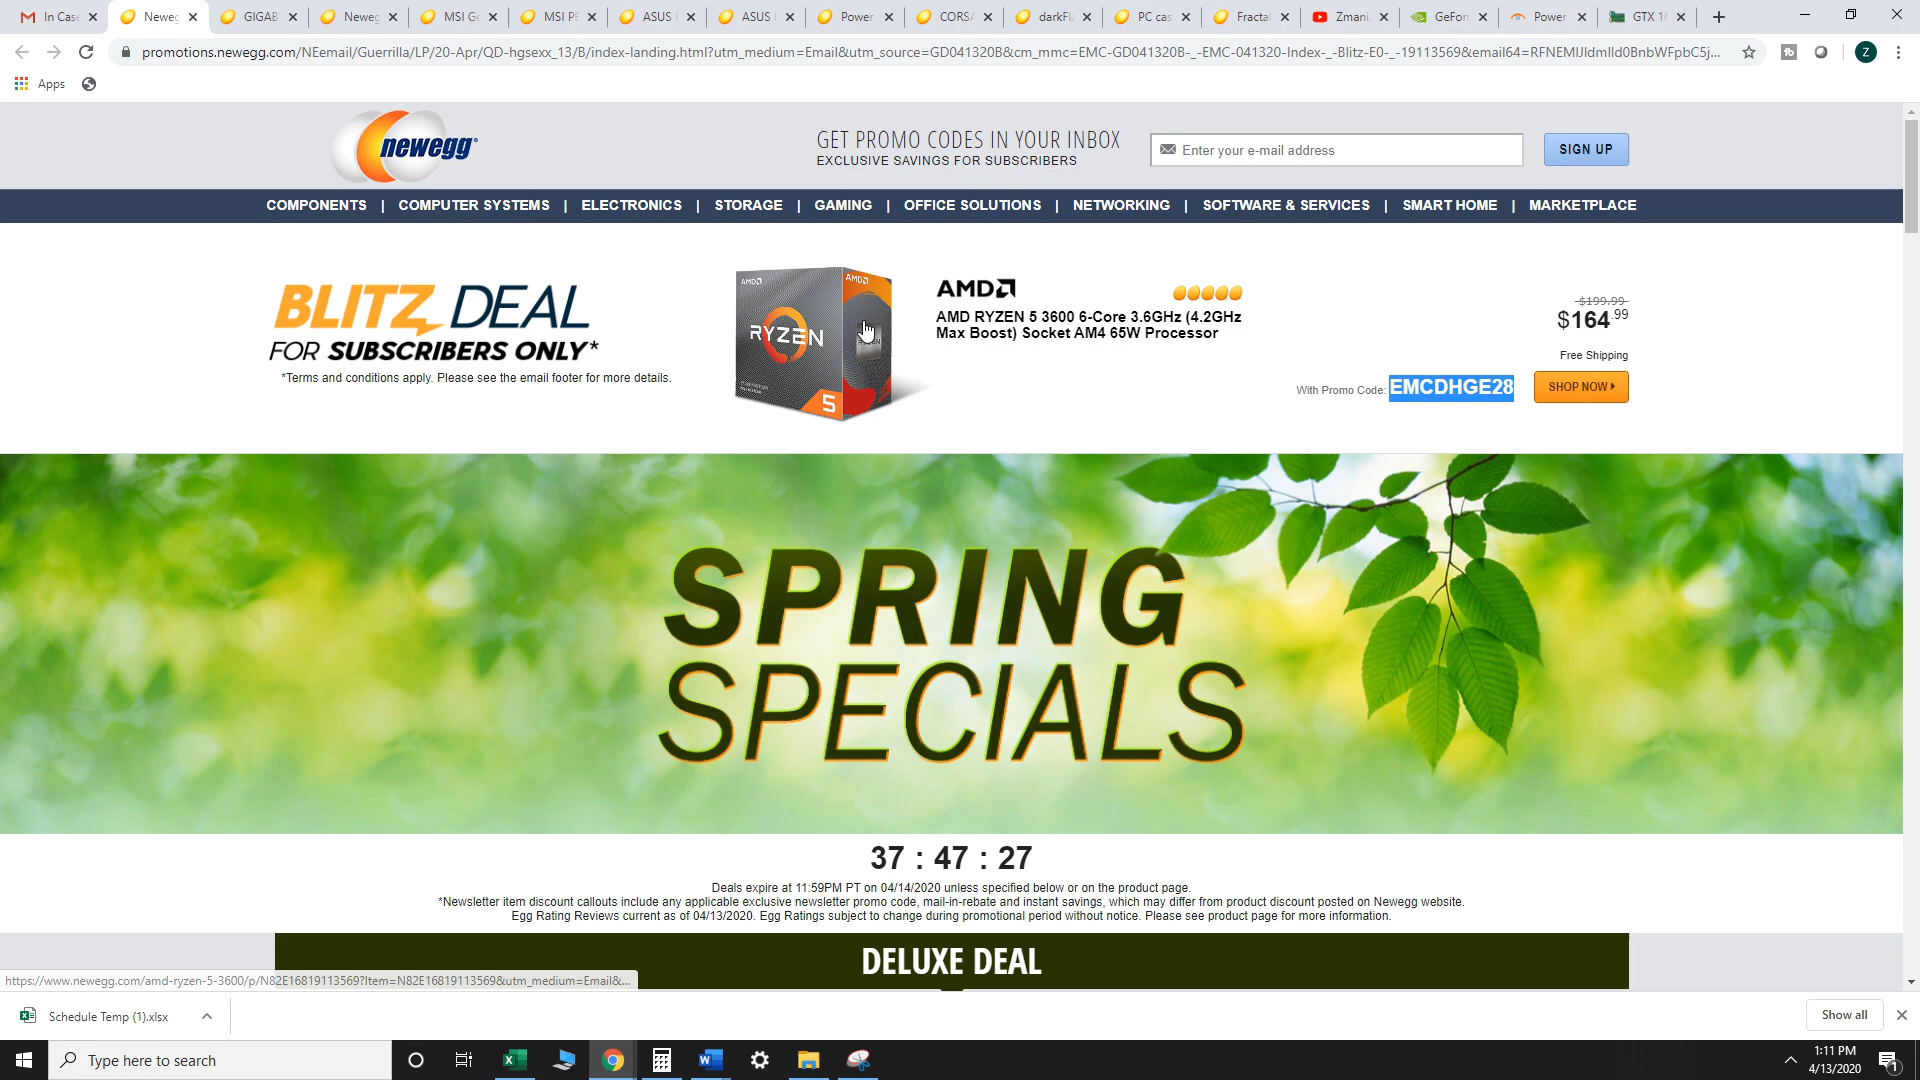 In Case
Neweg
GIGAB
Newegg
MSI Ge
MSI PE
ASUS
ASUS
Power
CORSA
darkFl
PC cas
Fractal
Zmani
GeForc
Power
GTX 16
promotions.newegg.com/NEemail/Guerrilla/LP/20-Apr/QD-hgsexx_13/B/index-landing.html?utm_medium=Email&utm_source=GD041320B&cm_mmc=EMC-GD041320B-_-EMC-041320-Index-_-Blitz-E0-_-19113569&email64=RFNEMlJldmlld0BnbWFpbC5j...
Z
Apps
newegg
GET PROMO CODES IN YOUR INBOX
EXCLUSIVE SAVINGS FOR SUBSCRIBERS
Enter your e-mail address
SIGN UP
COMPONENTS | COMPUTER SYSTEMS | ELECTRONICS | STORAGE | GAMING | OFFICE SOLUTIONS | NETWORKING | SOFTWARE & SERVICES | SMART HOME | MARKETPLACE
BLITZ DEAL
FOR SUBSCRIBERS ONLY*
*Terms and conditions apply. Please see the email footer for more details.
AMD
AMD
RYZEN
5
AMD
AMD RYZEN 5 3600 6-Core 3.6GHz (4.2GHz
Max Boost) Socket AM4 65W Processor
$199.99
$164.99
Free Shipping
With Promo Code: EMCDHGE28
SHOP NOW
SPRING
SPECIALS
37 : 47 : 27
Deals expire at 11:59PM PT on 04/14/2020 unless specified below or on the product page.
*Newsletter item discount callouts include any applicable exclusive newsletter promo code, mail-in-rebate and instant savings, which may differ from product discount posted on Newegg website.
Egg Rating Reviews current as of 04/13/2020. Egg Ratings subject to change during promotional period without notice. Please see product page for more information.
DELUXE DEAL
https://www.newegg.com/amd-ryzen-5-3600/p/N82E16819113569?Item=N82E16819113569&utm_medium=Email&...
Schedule Temp (1).xlsx
Show all
Type here to search
1:11 PM
4/13/2020
1